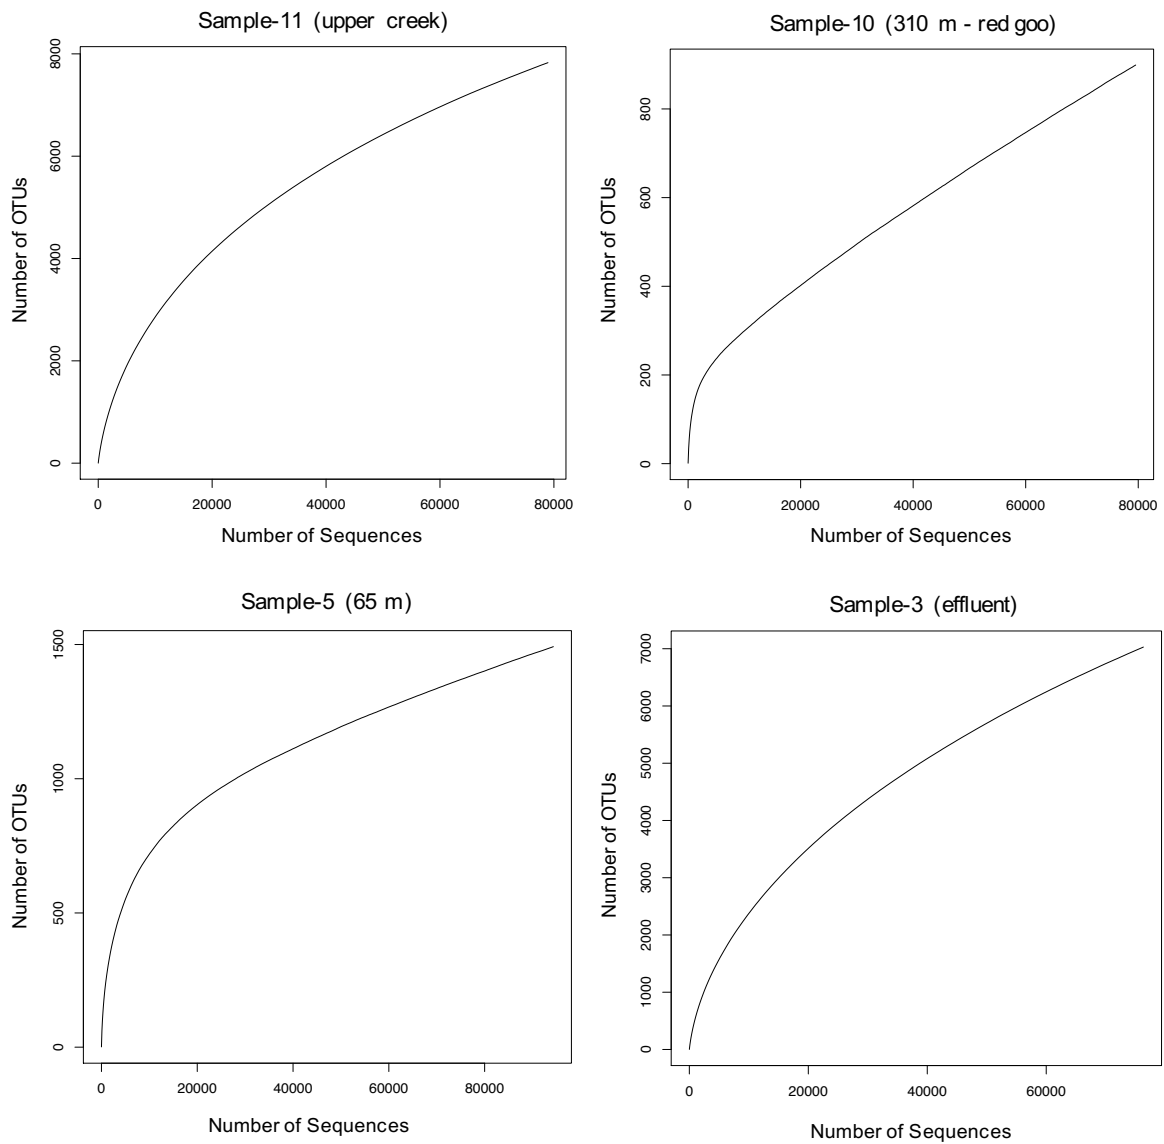 Sample-11 (upper creek)
Number of OTUs
8000
6000
4000
2000
0
0 20000 40000 60000 80000
Number of Sequences
Sample-10 (310 m - red goo)
Number of OTUs
800
600
400
200
0
0 20000 40000 60000 80000
Number of Sequences
Sample-5 (65 m)
Number of OTUs
1500
1000
500
0
0 20000 40000 60000 80000
Number of Sequences
Sample-3 (effluent)
Number of OTUs
7000
6000
5000
4000
3000
2000
1000
0
0 20000 40000 60000
Number of Sequences